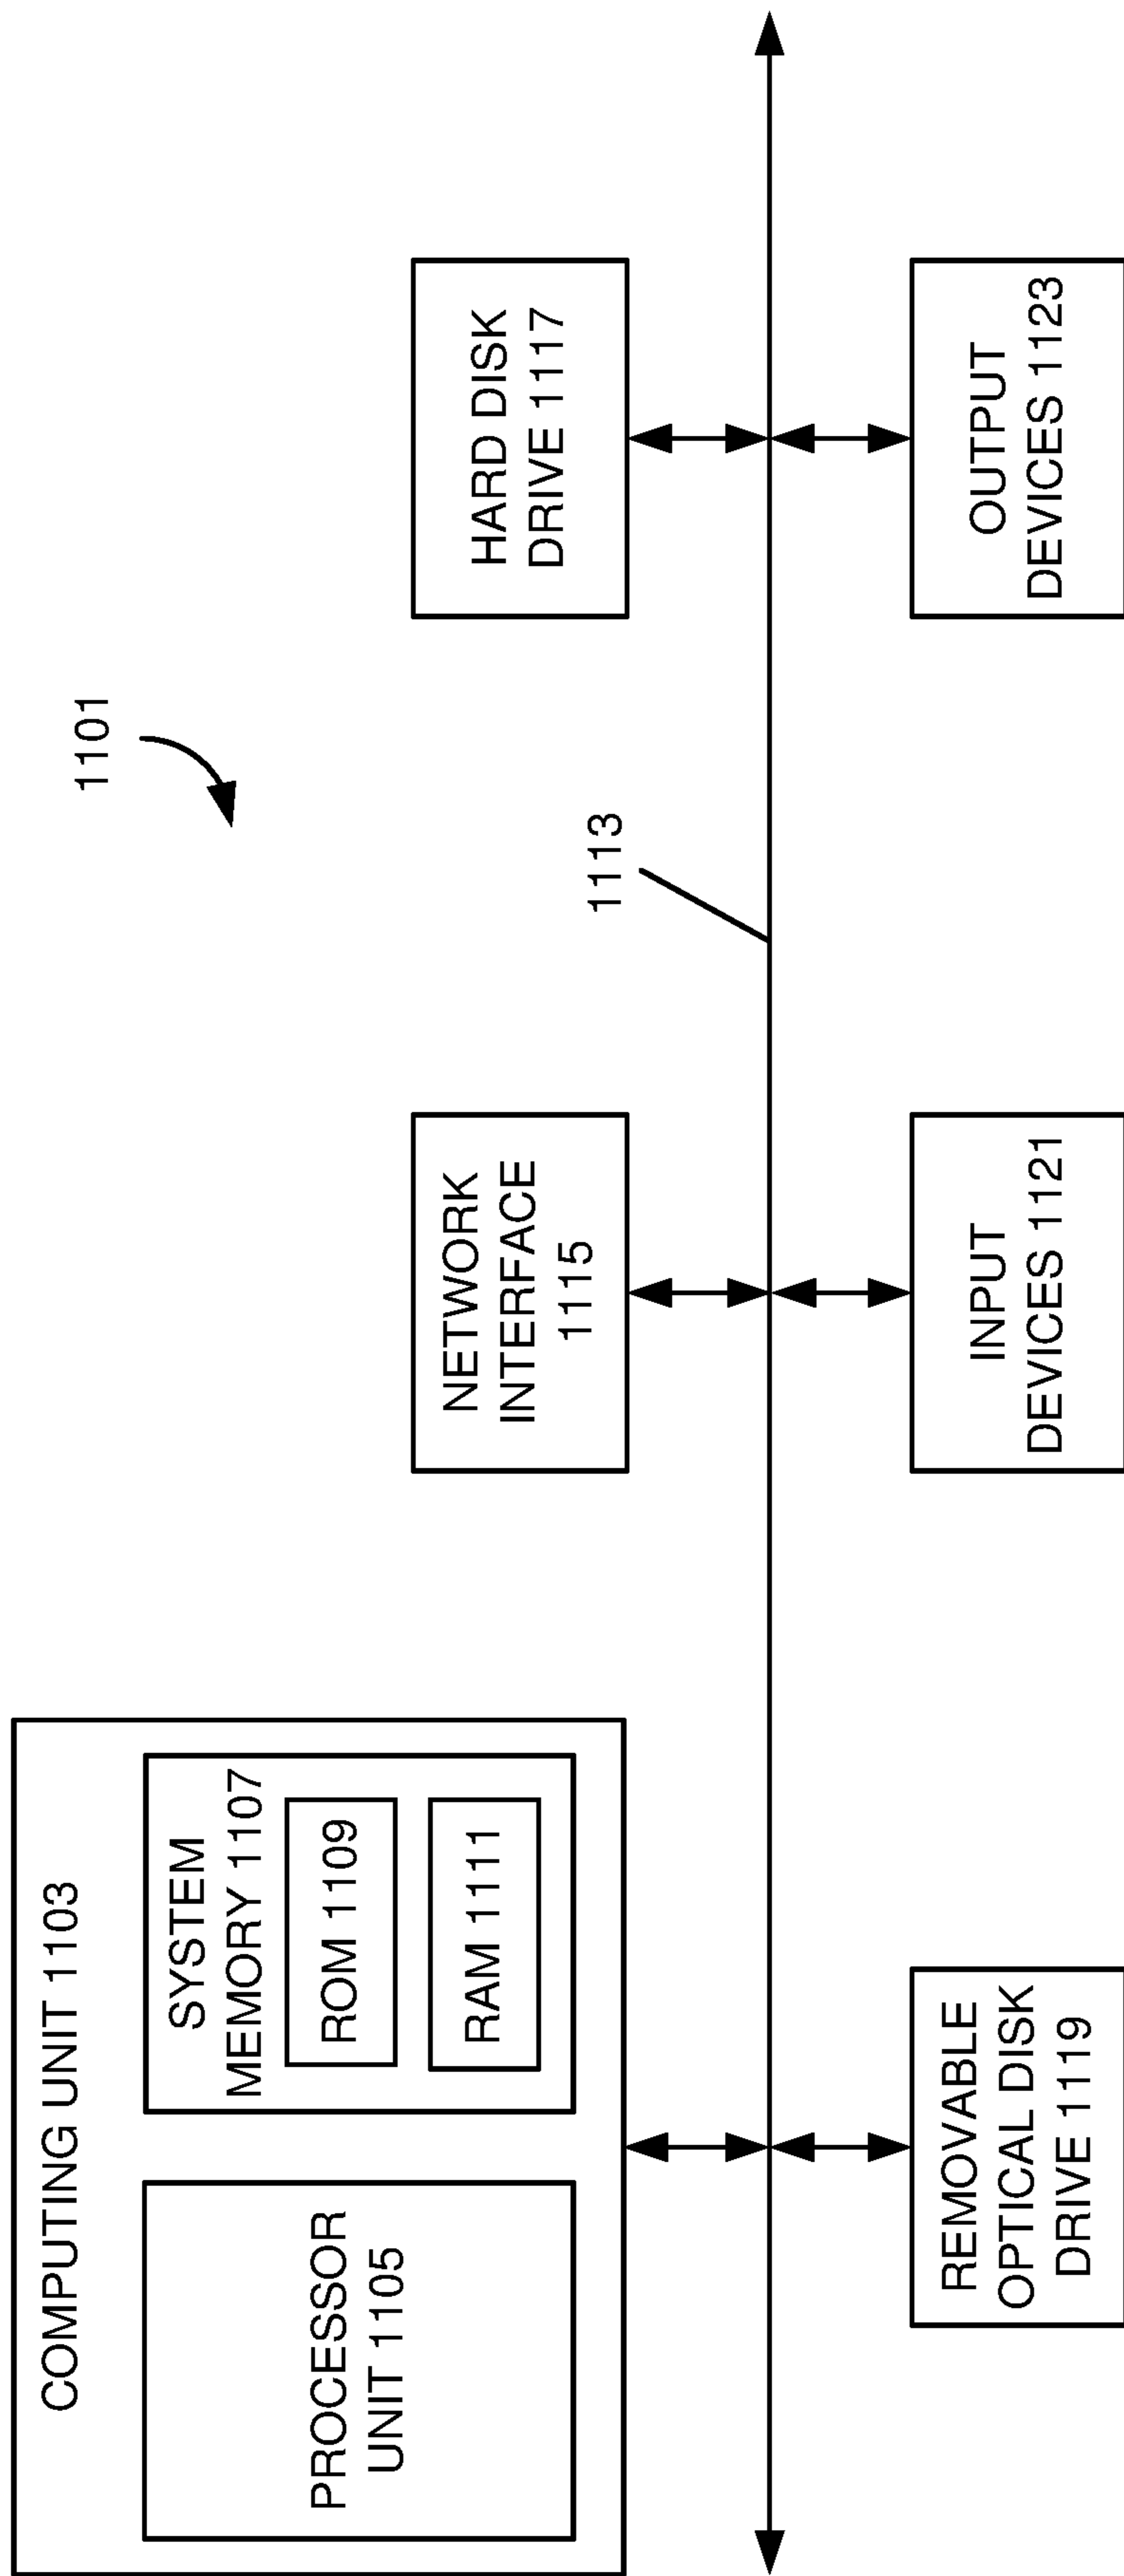 1101
COMPUTING UNIT 1103
PROCESSOR
UNIT 1105
SYSTEM
MEMORY 1107
ROM 1109
RAM 1111
NETWORK
INTERFACE
1115
HARD DISK
DRIVE 1117
1113
REMOVABLE
OPTICAL DISK
DRIVE 1119
INPUT
DEVICES 1121
OUTPUT
DEVICES 1123